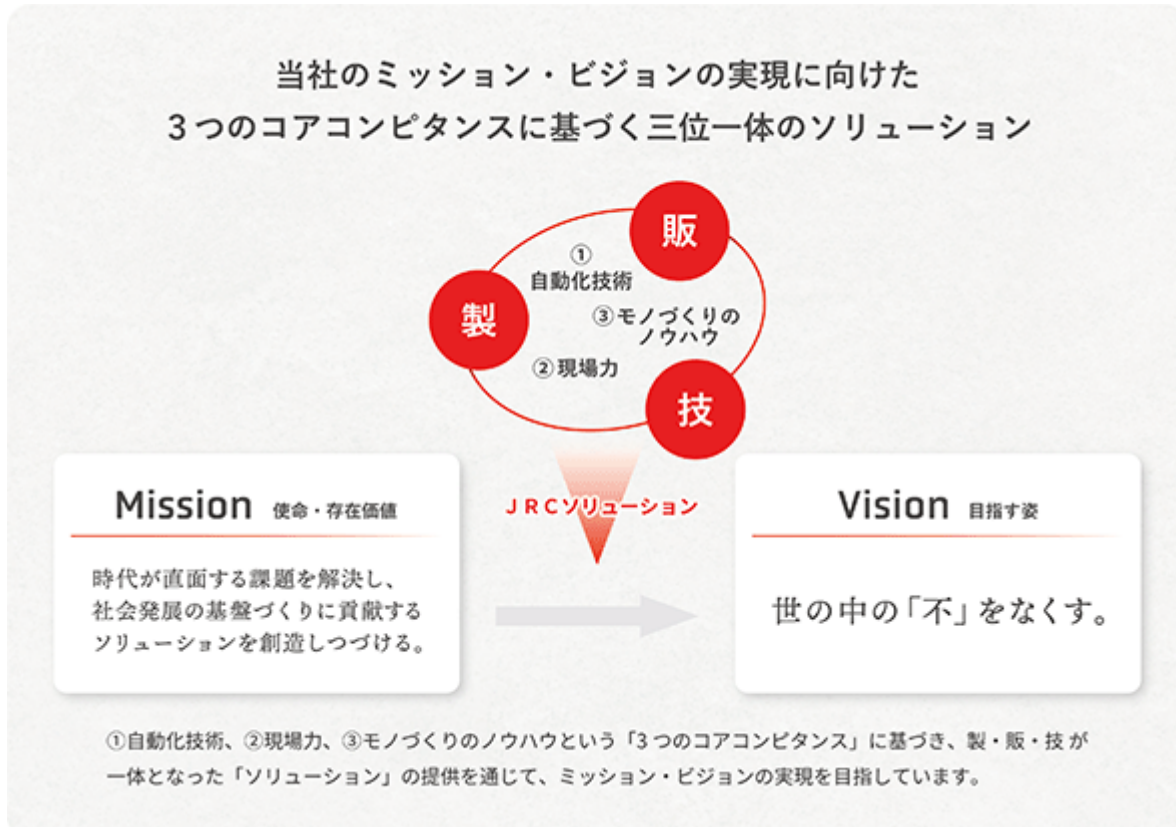 当社のミッション・ビジョンの実現に向けた
3つのコアコンピタンスに基づく三位一体のソリューション
販
①
自動化技術
製
③モノづくりの
ノウハウ
②現場力
技
JRCソリューション
Mission 使命・存在価値
時代が直面する課題を解決し、
社会発展の基盤づくりに貢献する
ソリューションを創造しつづける。
Vision 目指す姿
世の中の「不」をなくす。
①自動化技術、②現場力、③モノづくりのノウハウという「3つのコアコンピタンス」に基づき、製・販・技が
一体となった「ソリューション」の提供を通じて、ミッション・ビジョンの実現を目指しています。